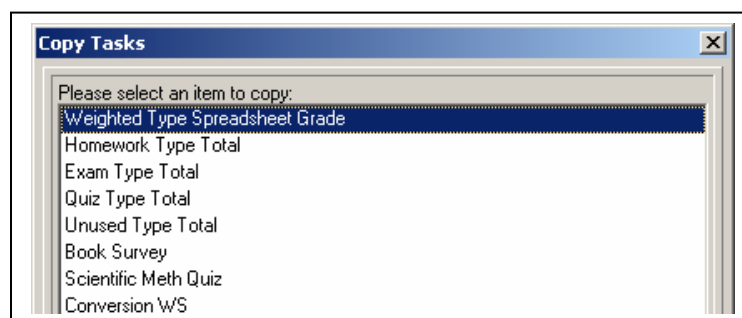 Copy Tasks
Please select an item to copy:
Weighted Type Spreadsheet Grade
Homework Type Total
Exam Type Total
Quiz Type Total
Unused Type Total
Book Survey
Scientific Meth Quiz
Conversion WS